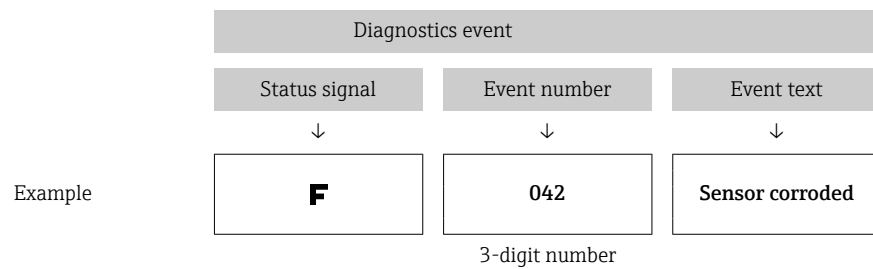 Diagnostics event
Status signal Event number Event text
↓ ↓ ↓
Example F 042 Sensor corroded
3-digit number